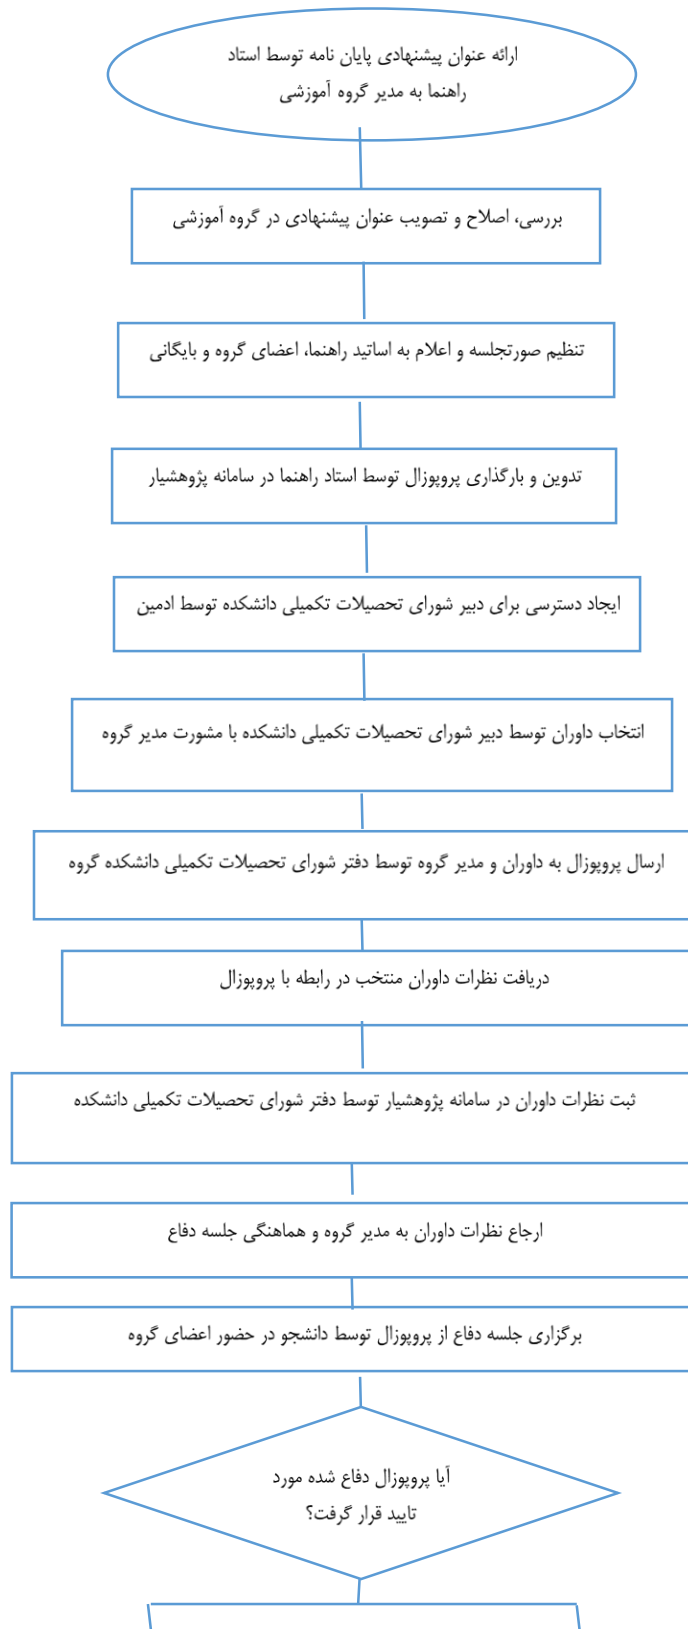 ارائه عنوان پیشنهادی پایان نامه توسط استاد
راهنما به مدیر گروه آموزشی
بررسی، اصلاح و تصویب عنوان پیشنهادی در گروه آموزشی
تنظیم صورتجلسه و اعلام به اساتید راهنما، اعضای گروه و بایگانی
تدوین و بارگذاری پروپوزال توسط استاد راهنما در سامانه پژوهشیار
ایجاد دسترسی برای دبیر شورای تحصیلات تکمیلی دانشکده توسط ادمین
انتخاب داوران توسط دبیر شورای تحصیلات تکمیلی دانشکده با مشورت مدیر گروه
ارسال پروپوزال به داوران و مدیر گروه توسط دفتر شورای تحصیلات تکمیلی دانشکده گروه
دریافت نظرات داوران منتخب در رابطه با پروپوزال
ثبت نظرات داوران در سامانه پژوهشیار توسط دفتر شورای تحصیلات تکمیلی دانشکده
ارجاع نظرات داوران به مدیر گروه و هماهنگی جلسه دفاع
برگزاری جلسه دفاع از پروپوزال توسط دانشجو در حضور اعضای گروه
آیا پروپوزال دفاع شده مورد
تایید قرار گرفت؟